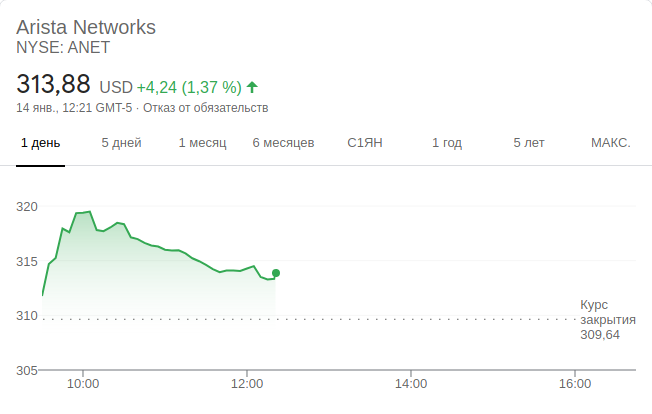 Arista Networks
NYSE: ANET
313,88 USD +4,24 (1,37 %)
14 янв., 12:21 GMT-5 · Отказ от обязательств
1 день 5 дней 1 месяц 6 месяцев С1ЯН 1 год 5 лет МАКС.
320
315
310
305
Курс
закрытия
309,64
10:00 12:00 14:00 16:00